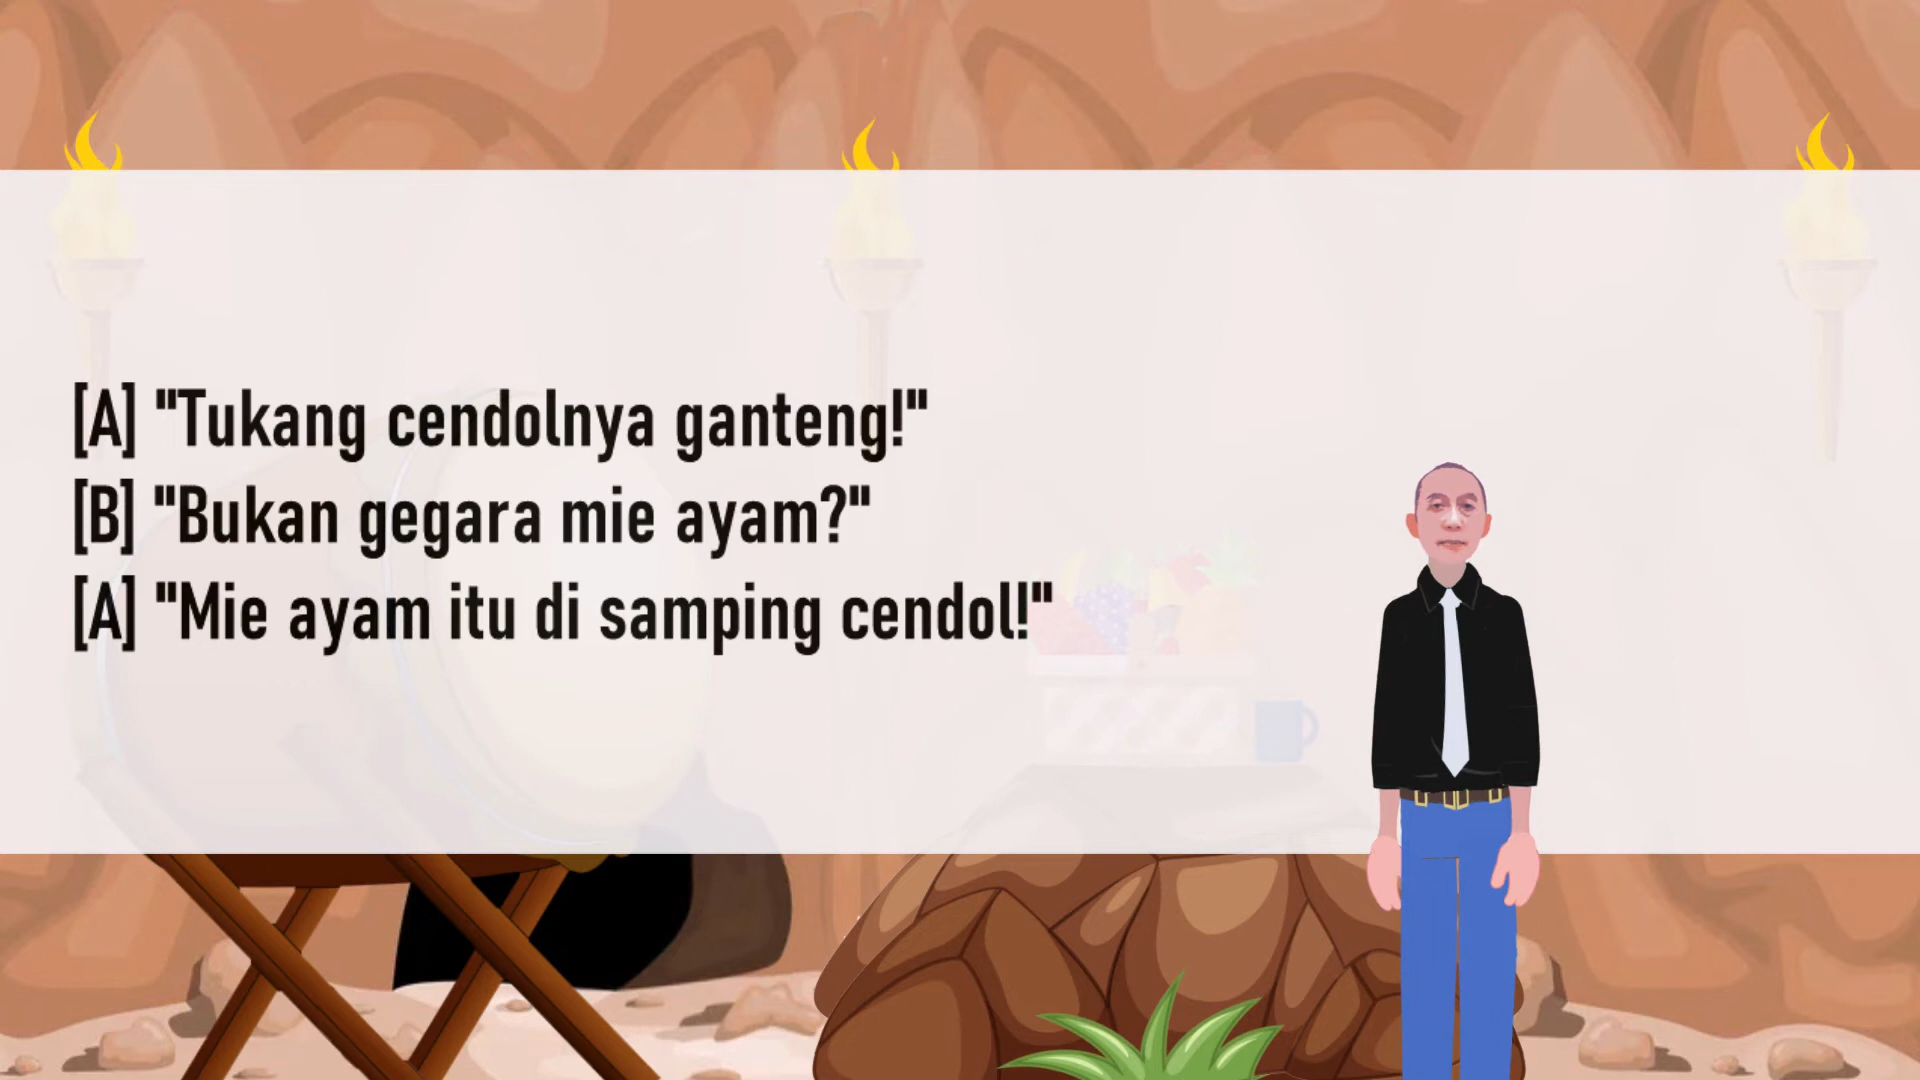 [A] "Tukang cendolnya ganteng!"
[B] "Bukan gegara mie ayam?"
[A] "Mie ayam itu di samping cendol!"